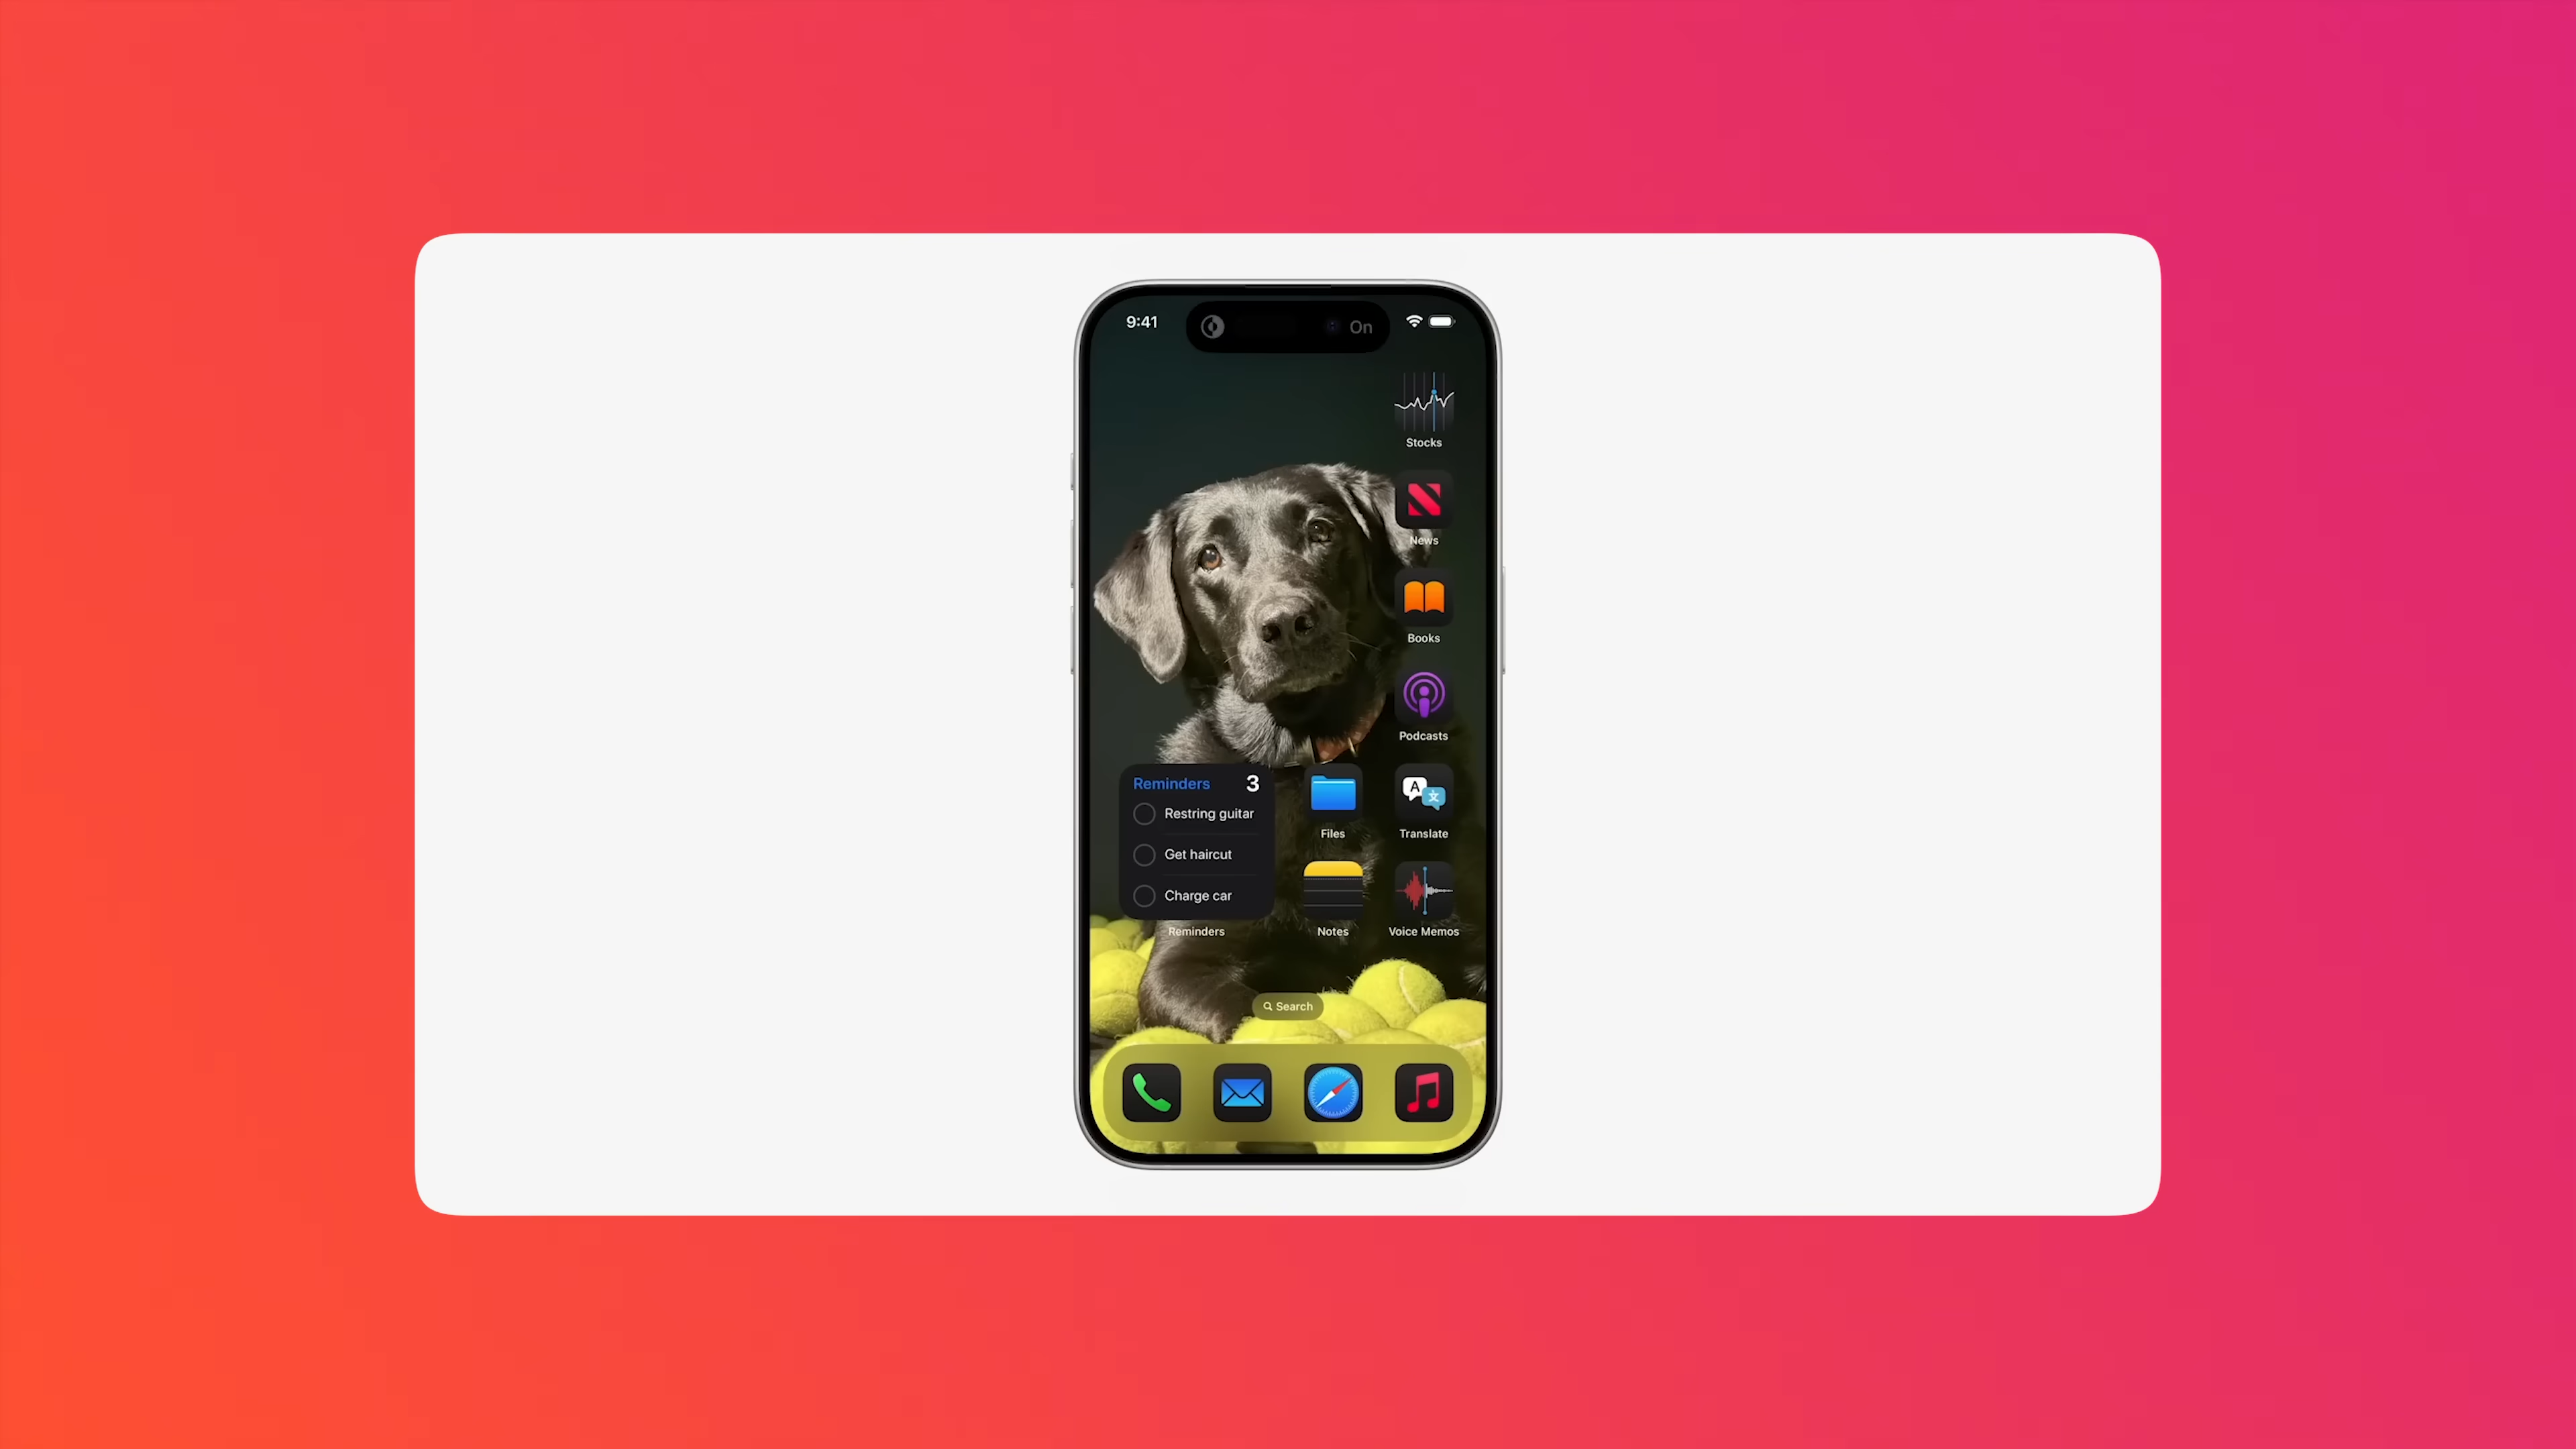 9:41
On
Stocks
News
Books
Podcasts
Reminders 3
Restring guitar
Get haircut
Charge car
Reminders
Files
A
文
Translate
Notes
Voice Memos
Search